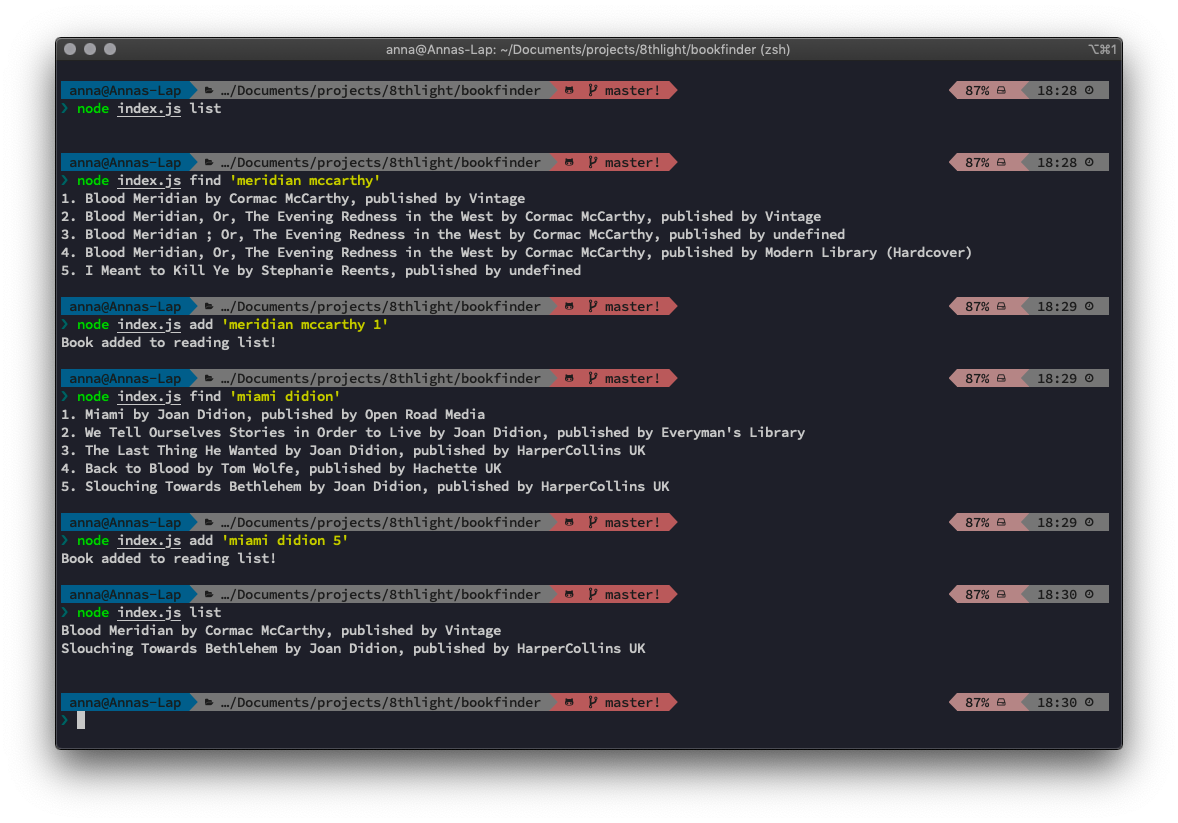 anna@Annas-Lap: ~/Documents/projects/8thlight/bookfinder (zsh) ⌥⌘1
anna@Annas-Lap …/Documents/projects/8thlight/bookfinder master! 87% 18:28
❯ node index.js list
anna@Annas-Lap …/Documents/projects/8thlight/bookfinder master! 87% 18:28
❯ node index.js find 'meridian mccarthy'
1. Blood Meridian by Cormac McCarthy, published by Vintage
2. Blood Meridian, Or, The Evening Redness in the West by Cormac McCarthy, published by Vintage
3. Blood Meridian ; Or, The Evening Redness in the West by Cormac McCarthy, published by undefined
4. Blood Meridian, Or, The Evening Redness in the West by Cormac McCarthy, published by Modern Library (Hardcover)
5. I Meant to Kill Ye by Stephanie Reents, published by undefined
anna@Annas-Lap …/Documents/projects/8thlight/bookfinder master! 87% 18:29
❯ node index.js add 'meridian mccarthy 1'
Book added to reading list!
anna@Annas-Lap …/Documents/projects/8thlight/bookfinder master! 87% 18:29
❯ node index.js find 'miami didion'
1. Miami by Joan Didion, published by Open Road Media
2. We Tell Ourselves Stories in Order to Live by Joan Didion, published by Everyman's Library
3. The Last Thing He Wanted by Joan Didion, published by HarperCollins UK
4. Back to Blood by Tom Wolfe, published by Hachette UK
5. Slouching Towards Bethlehem by Joan Didion, published by HarperCollins UK
anna@Annas-Lap …/Documents/projects/8thlight/bookfinder master! 87% 18:29
❯ node index.js add 'miami didion 5'
Book added to reading list!
anna@Annas-Lap …/Documents/projects/8thlight/bookfinder master! 87% 18:30
❯ node index.js list
Blood Meridian by Cormac McCarthy, published by Vintage
Slouching Towards Bethlehem by Joan Didion, published by HarperCollins UK
anna@Annas-Lap …/Documents/projects/8thlight/bookfinder master! 87% 18:30
❯